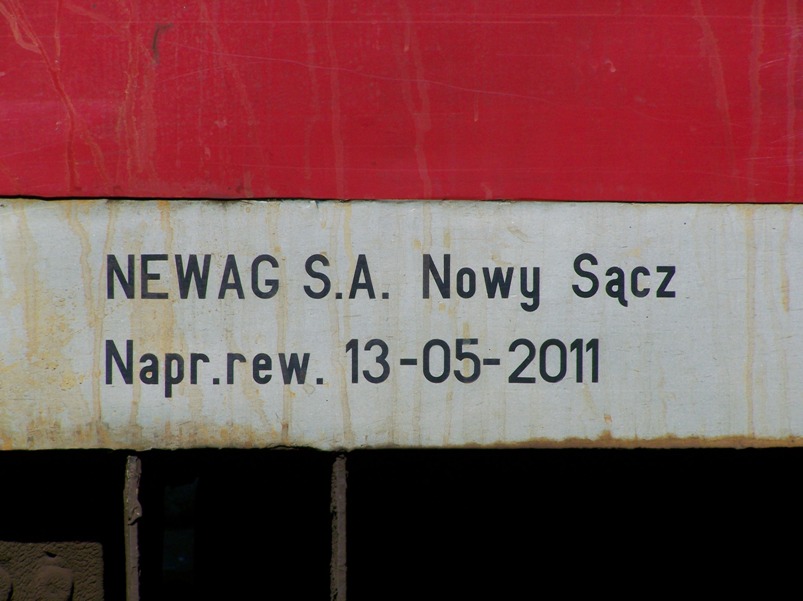 NEWAG S.A. Nowy Sącz
Napr.rew. 13-05-2011